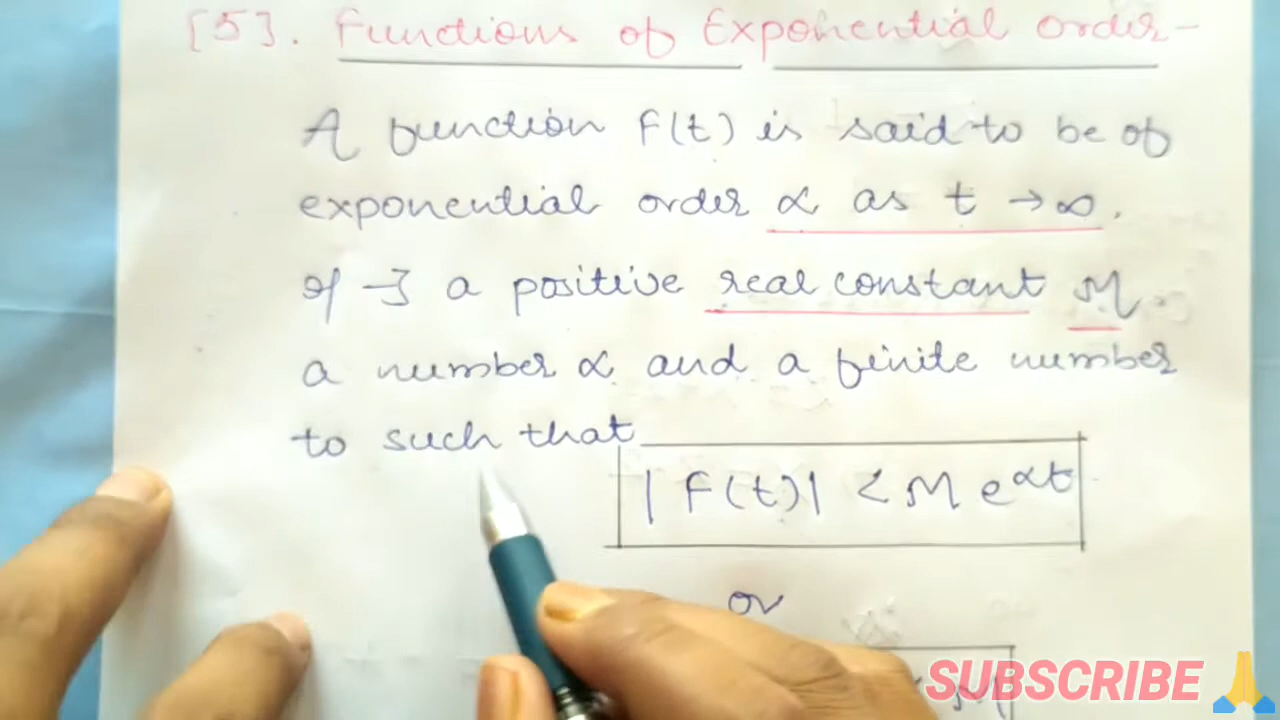 [5]. Functions of Exponential order-
A function F(t) is said to be of
exponential order α as t → ∞.
if ∃ a positive real constant M.
a number α and a finite number
to such that
|F(t)| < M e^αt
or
M
SUBSCRIBE